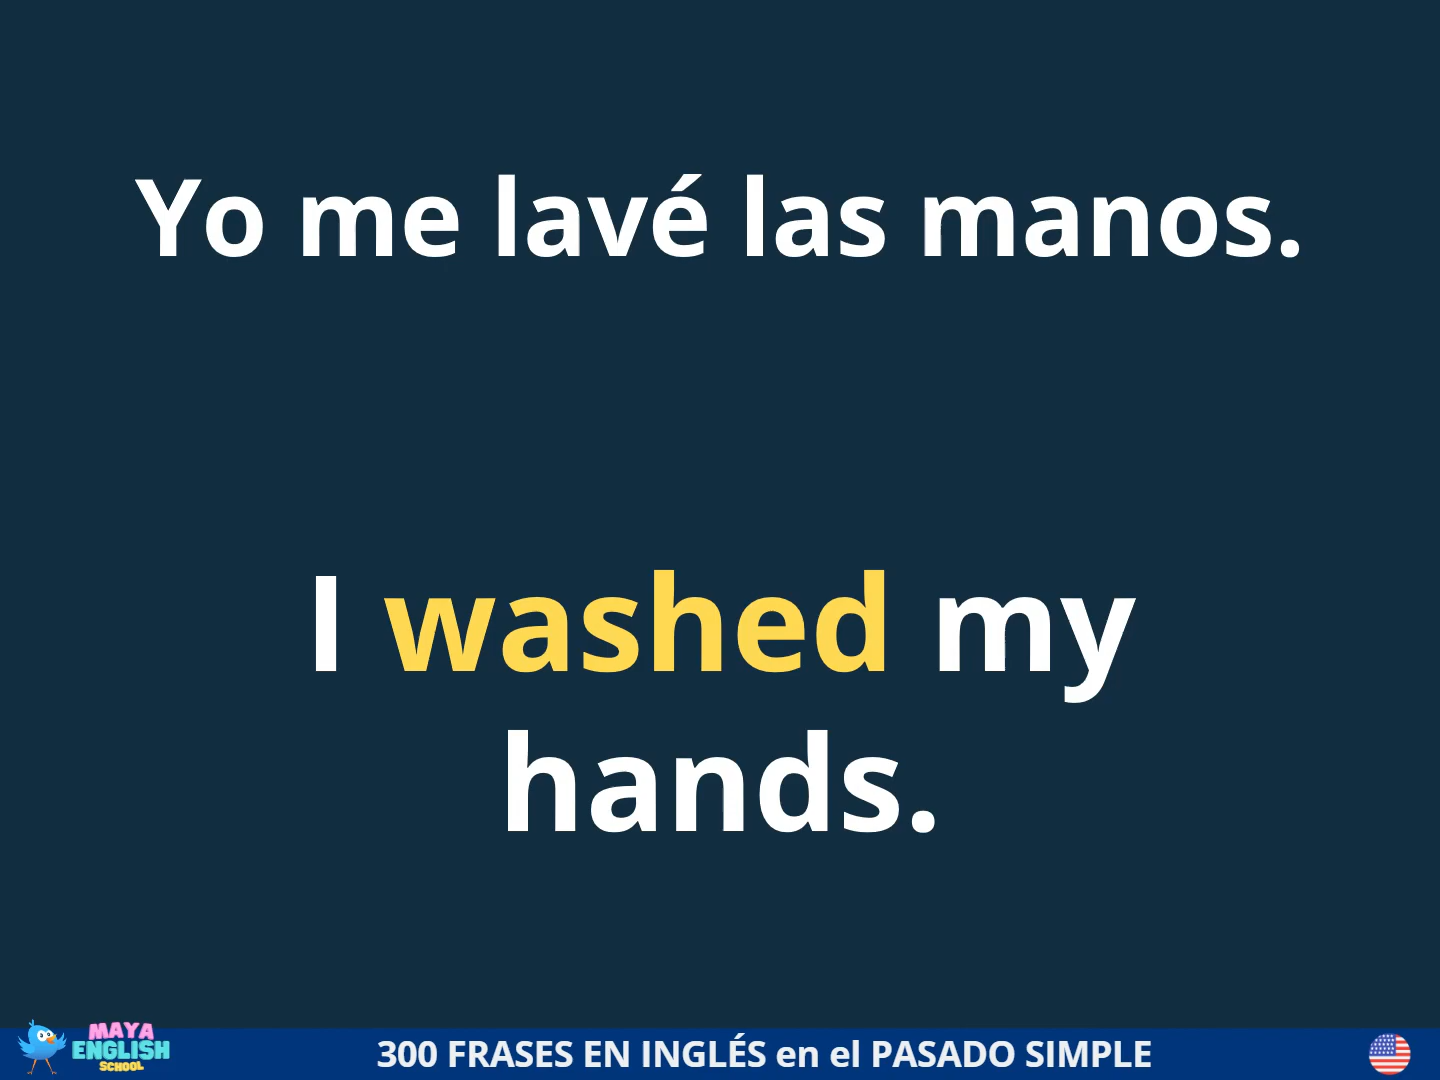 Yo me lavé las manos.
I washed my
hands.
MAYA
ENGLISH
SCHOOL
300 FRASES EN INGLÉS en el PASADO SIMPLE